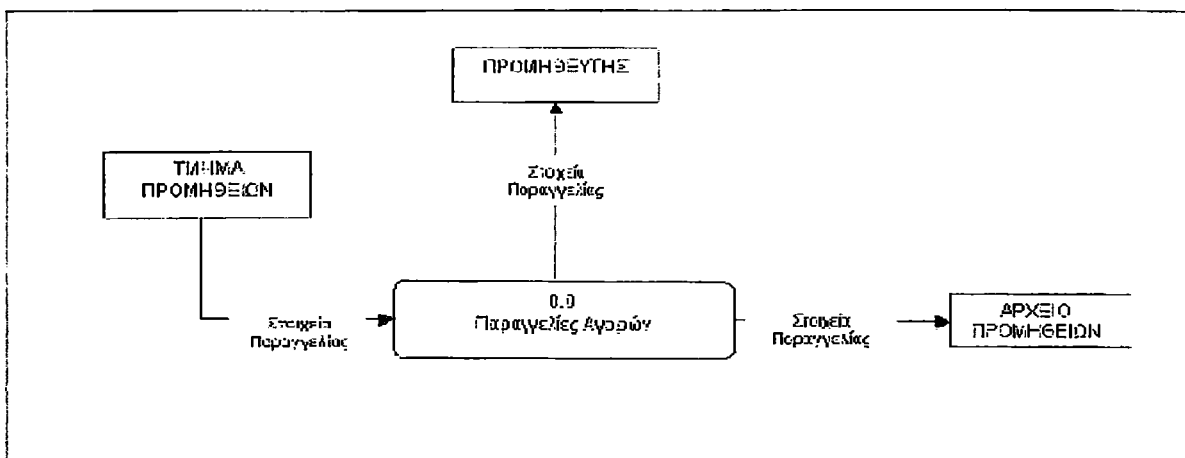 ΠΡΟΜΗΘΕΥΤΗΣ
ΤΜΗΜΑ
ΠΡΟΜΗΘΕΙΩΝ
Στοιχεία
Παραγγελίας
0.0
Παραγγελίες Αγορών
Στοιχεία
Παραγγελίας
Στοιχεία
Παραγγελίας
ΑΡΧΕΙΟ
ΠΡΟΜΗΘΕΙΩΝ